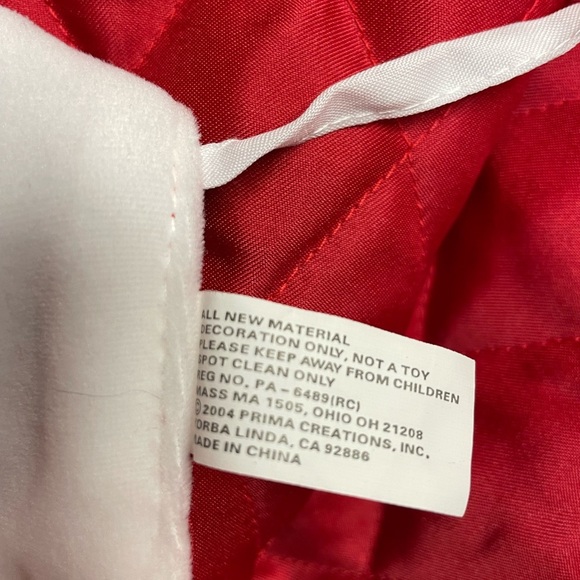 ALL NEW MATERIAL
DECORATION ONLY, NOT A TOY
PLEASE KEEP AWAY FROM CHILDREN
SPOT CLEAN ONLY
REG NO. PA-6489(RC)
MASS MA 1505, OHIO OH 21208
©2004 PRIMA CREATIONS, INC.
YORBA LINDA, CA 92886
MADE IN CHINA